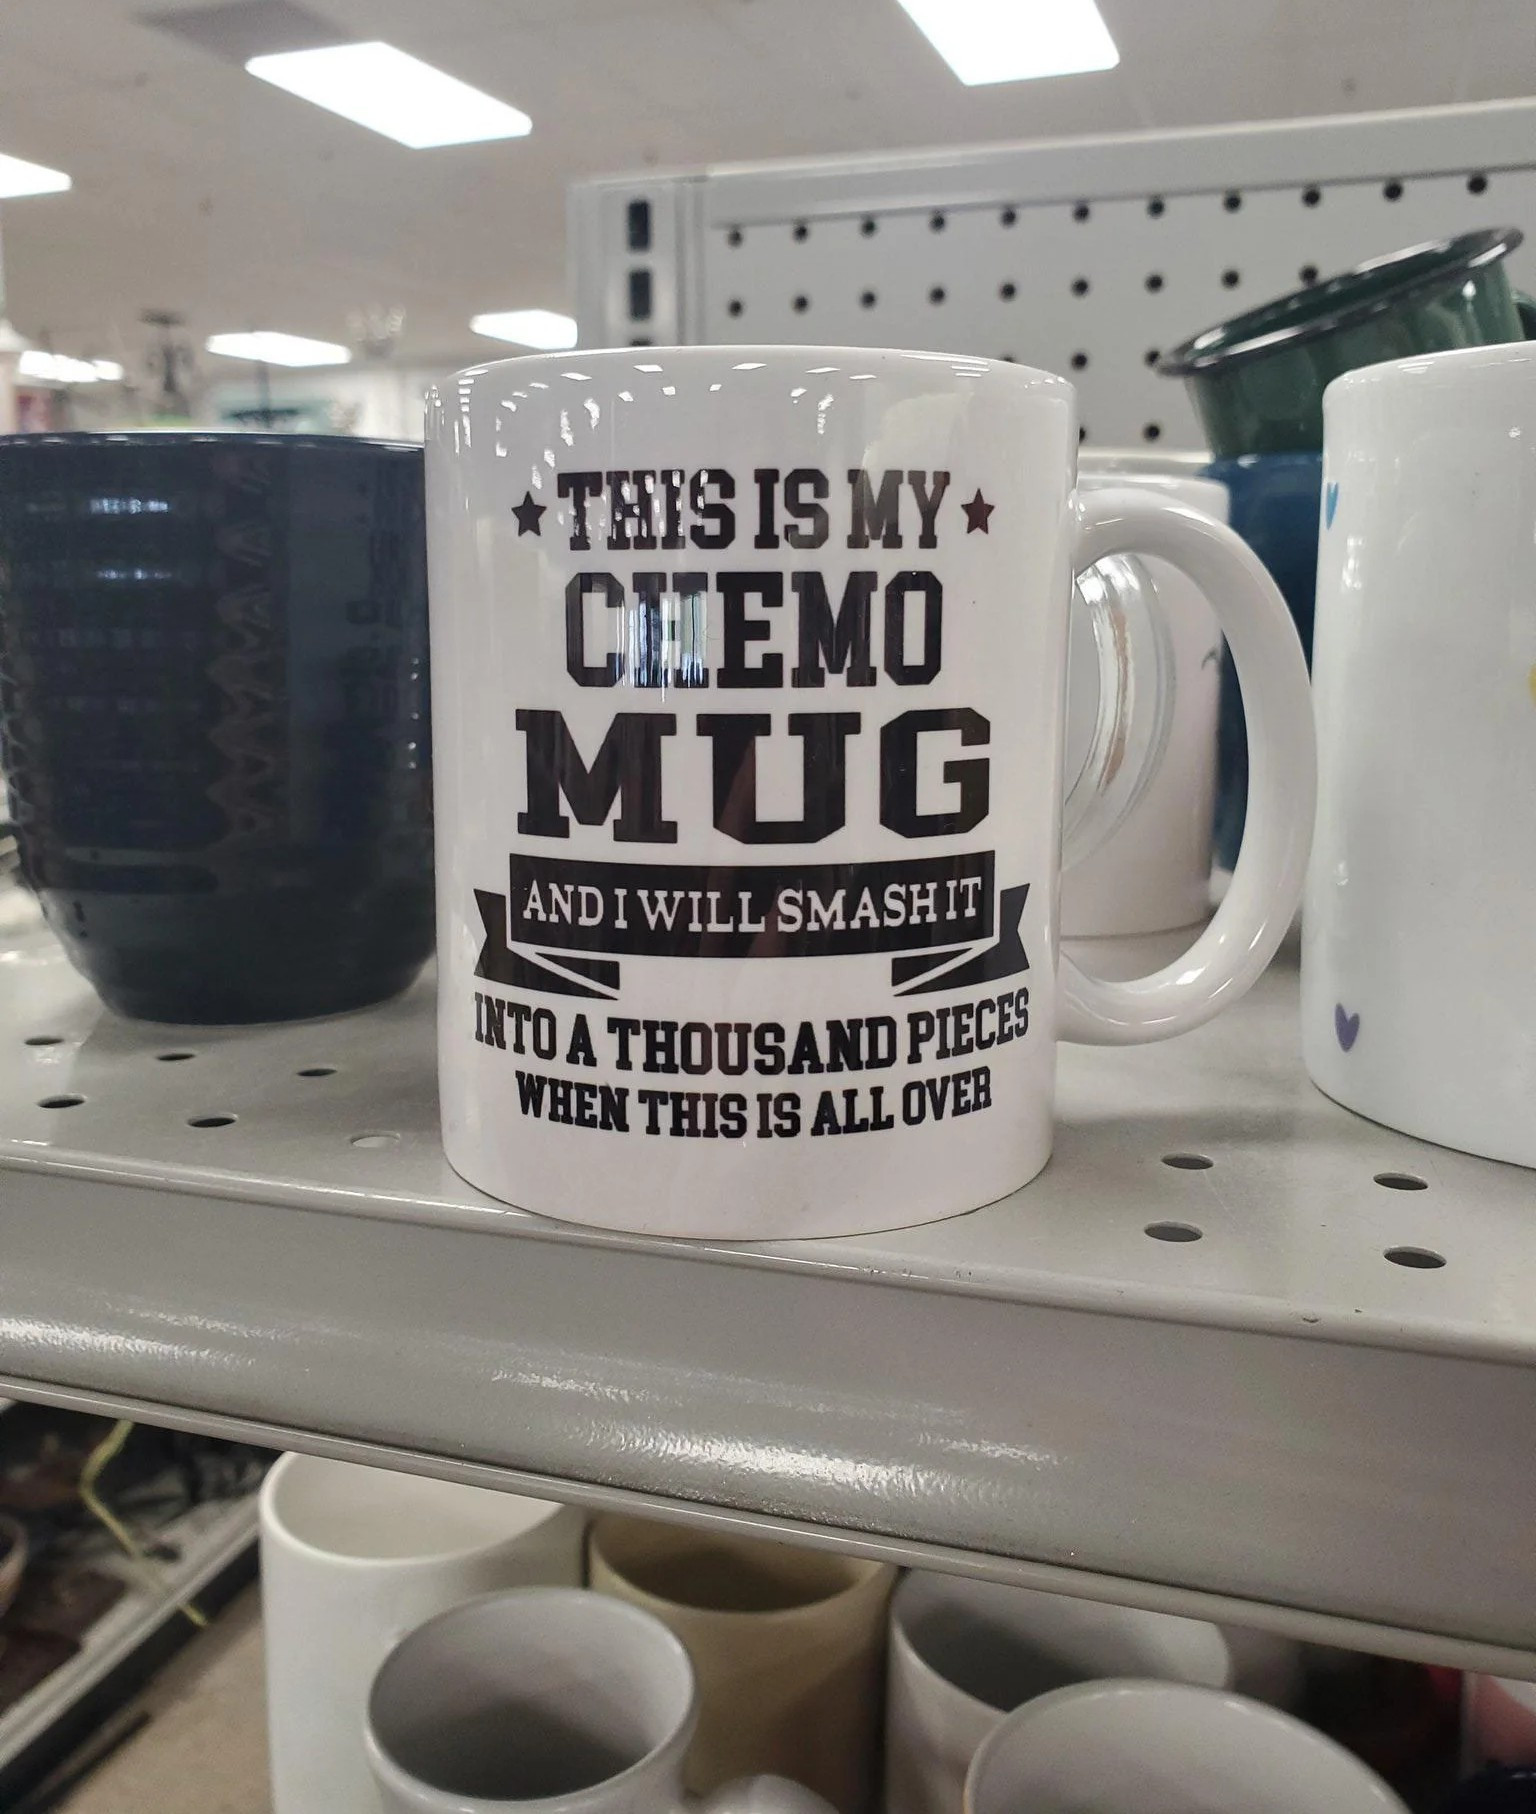 THIS IS MY
CHEMO
MUG
AND I WILL SMASH IT
INTO A THOUSAND PIECES
WHEN THIS IS ALL OVER